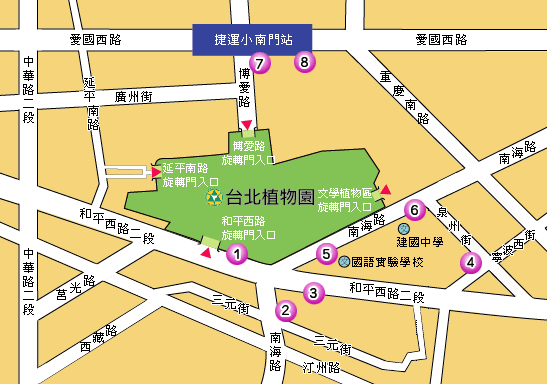 捷運小南門站
愛國西路
愛國西路
中華路二段
延平南路
廣州街
博愛路
⑦
⑧
重慶南路
南海路
博愛路
旋轉門入口
延平南路
旋轉門入口
台北植物園
文學植物區
旋轉門入口
和平西路
旋轉門入口
和平西路二段
南海路
⑥
泉州街
建國中學
寧波西街
①
⑤
國語實驗學校
④
中華路二段
莒光路
三元街
②
③
和平西路二段
西藏路
南海路
三元街
汀州路